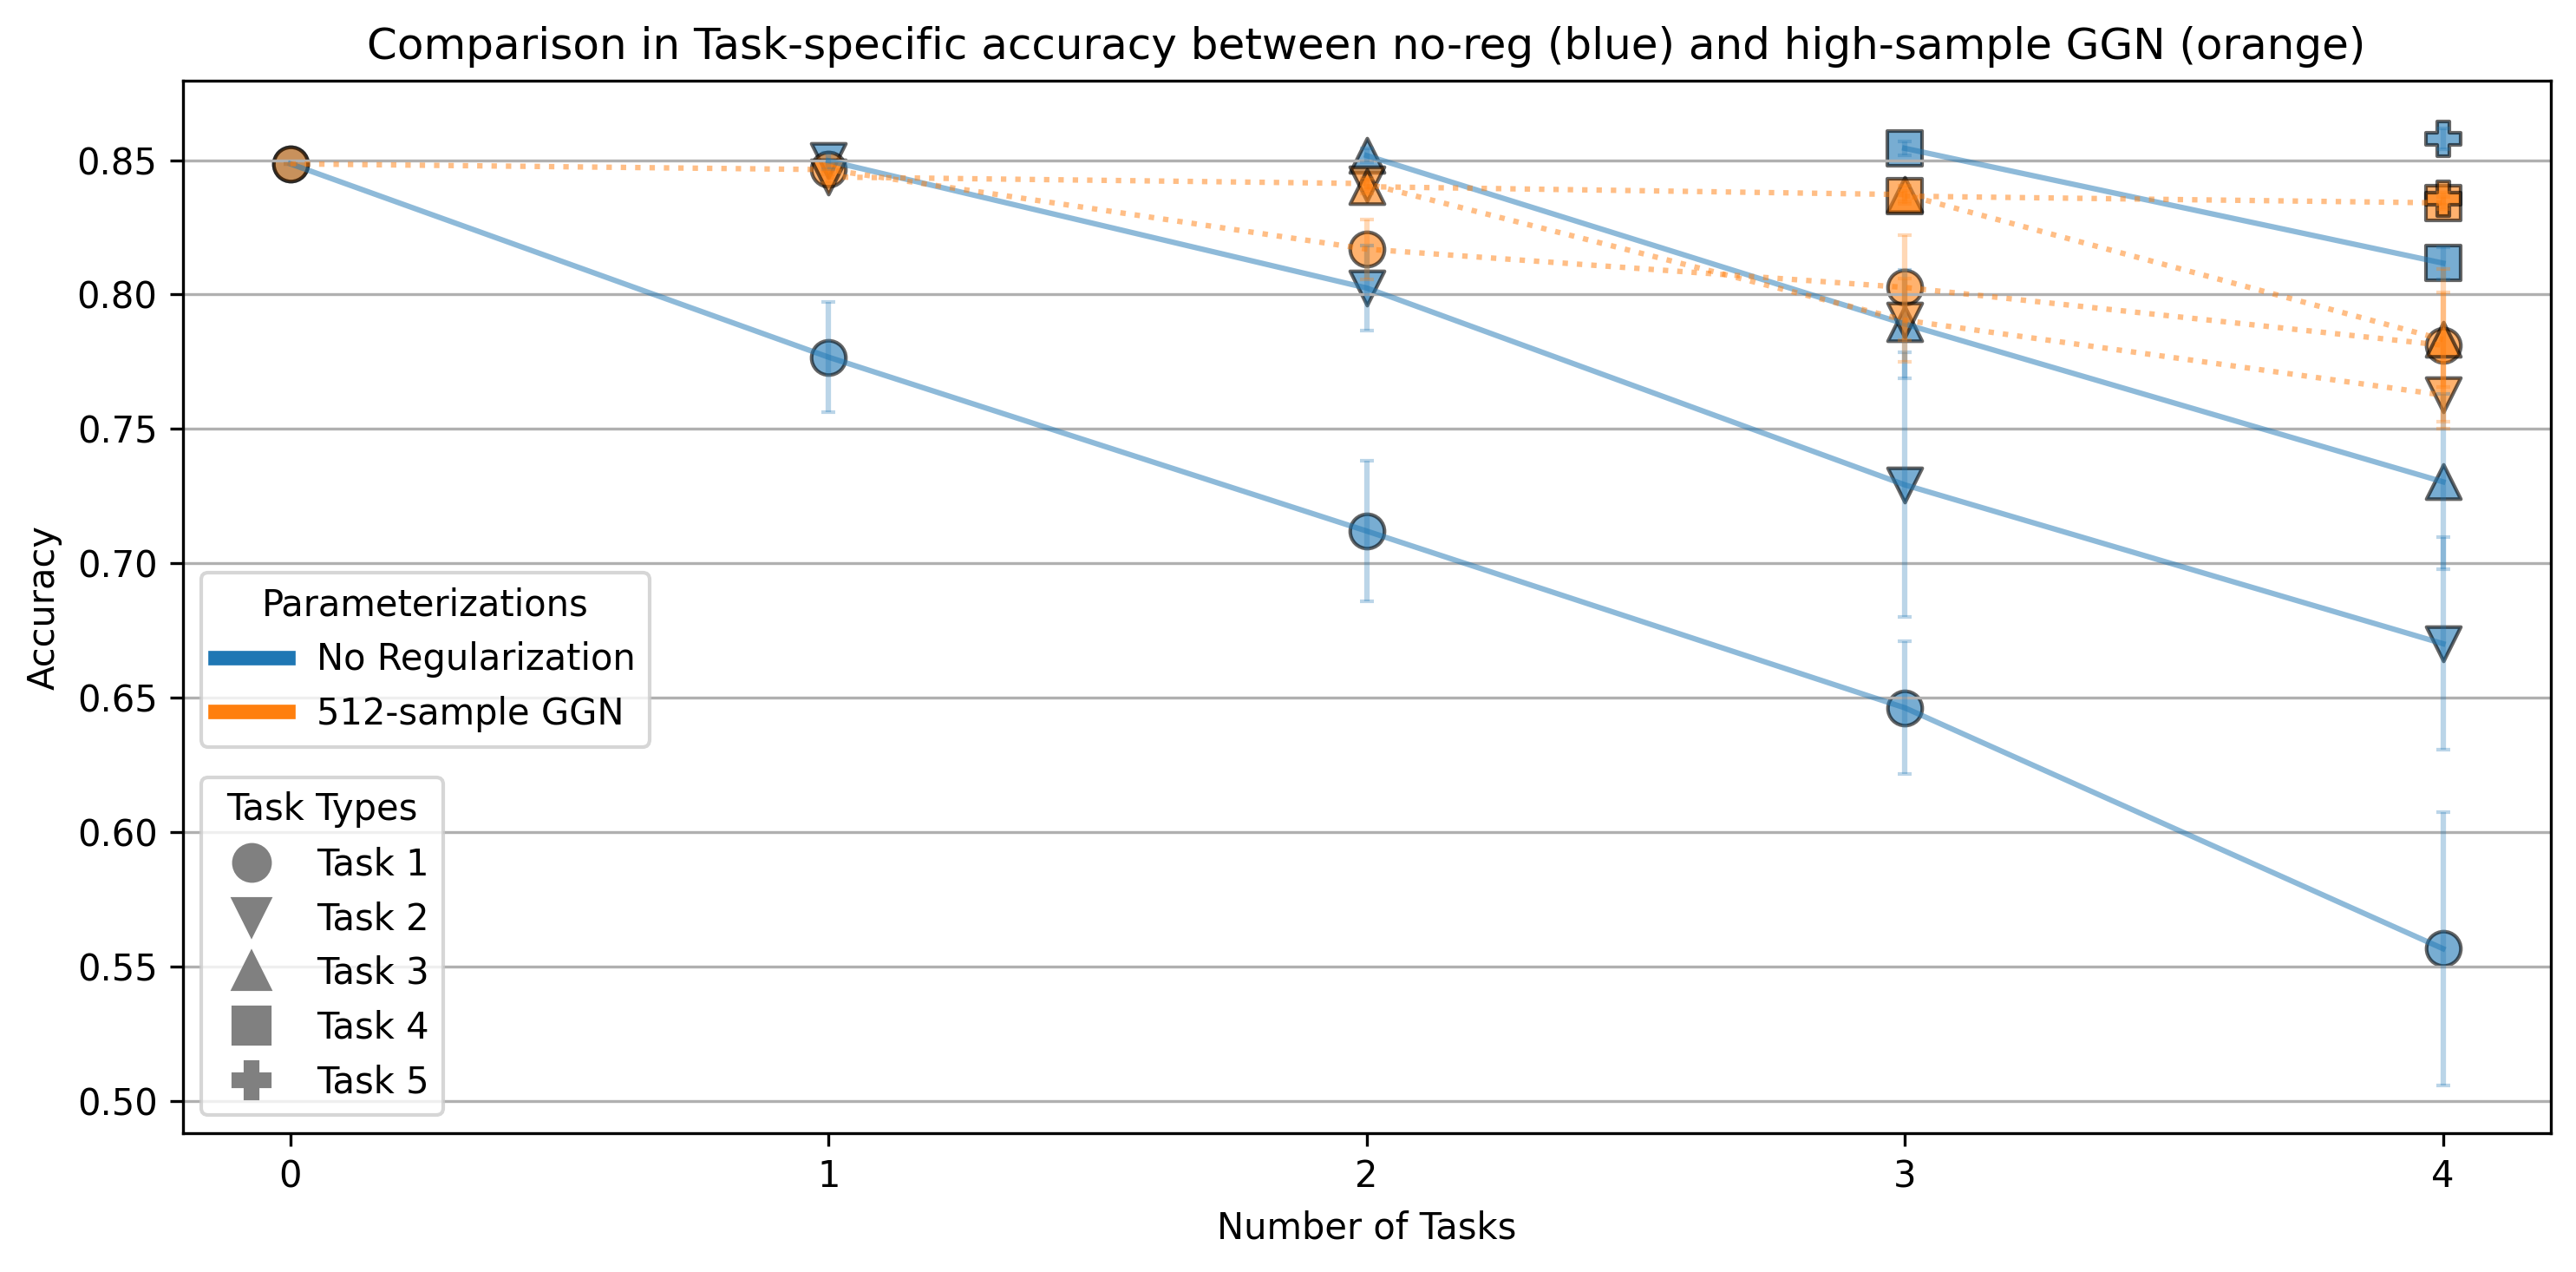 Comparison in Task-specific accuracy between no-reg (blue) and high-sample GGN (orange)
Accuracy
0.85
0.80
0.75
0.70
0.65
0.60
0.55
0.50
Parameterizations
No Regularization
512-sample GGN
Task Types
Task 1
Task 2
Task 3
Task 4
Task 5
0 1 2 3 4
Number of Tasks